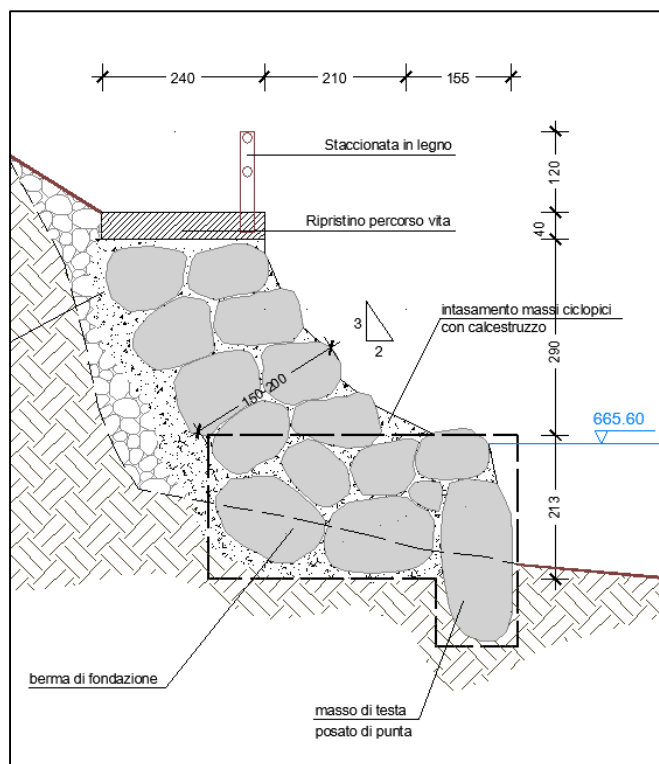 240
210
155
Staccionata in legno
120
Ripristino percorso vita
40
3
2
intasamento massi ciclopici
con calcestruzzo
290
150-200
665.60
213
berma di fondazione
masso di testa
posato di punta